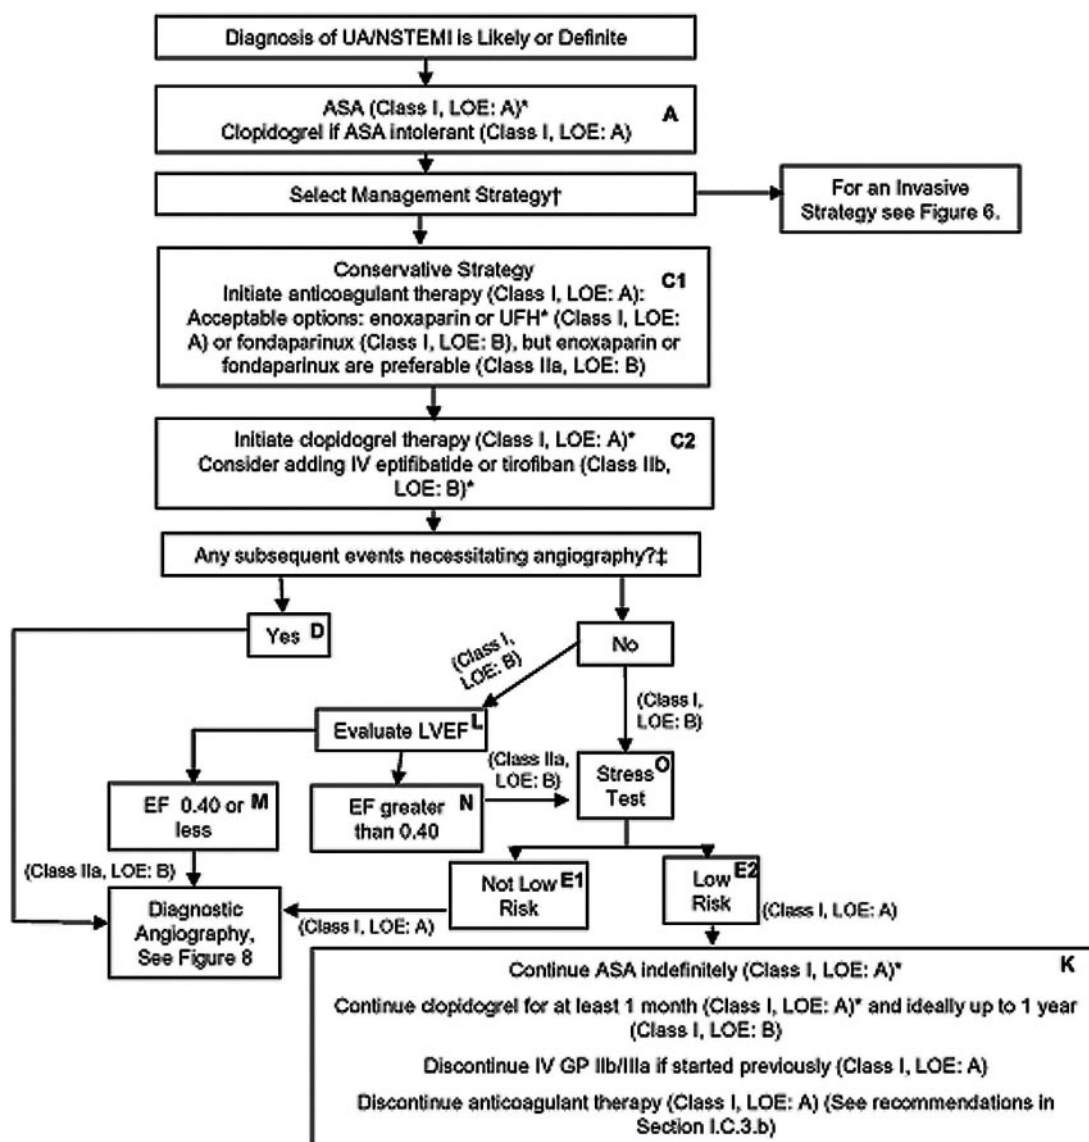 Diagnosis of UA/NSTEMI is Likely or Definite
ASA (Class I, LOE: A)*
A
Clopidogrel if ASA intolerant (Class I, LOE: A)
Select Management Strategy†
For an Invasive
Strategy see Figure 6.
Conservative Strategy
C1
Initiate anticoagulant therapy (Class I, LOE: A):
Acceptable options: enoxaparin or UFH* (Class I, LOE:
A) or fondaparinux (Class I, LOE: B), but enoxaparin or
fondaparinux are preferable (Class IIa, LOE: B)
Initiate clopidogrel therapy (Class I, LOE: A)*
C2
Consider adding IV eptifibatide or tirofiban (Class IIb,
LOE: B)*
Any subsequent events necessitating angiography?‡
Yes
D
No
(Class I,
LOE: B)
(Class I,
LOE: B)
Evaluate LVEF
L
(Class IIa,
LOE: B)
Stress
O
Test
EF 0.40 or
M
less
EF greater
N
than 0.40
(Class IIa, LOE: B)
Not Low
E1
Risk
Low
E2
Risk
(Class I, LOE: A)
(Class I, LOE: A)
Diagnostic
Angiography,
See Figure 8
Continue ASA indefinitely (Class I, LOE: A)*
K
Continue clopidogrel for at least 1 month (Class I, LOE: A)* and ideally up to 1 year
(Class I, LOE: B)
Discontinue IV GP IIb/IIIa if started previously (Class I, LOE: A)
Discontinue anticoagulant therapy (Class I, LOE: A) (See recommendations in
Section I.C.3.b)